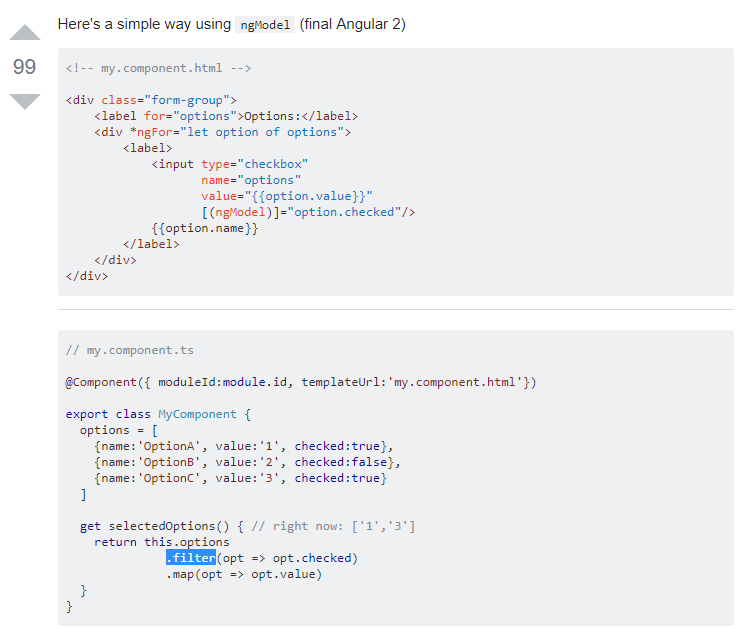 Here's a simple way using ngModel (final Angular 2)
99
<!-- my.component.html -->
<div class="form-group">
    <label for="options">Options:</label>
    <div *ngFor="let option of options">
        <label>
            <input type="checkbox"
                   name="options"
                   value="{{option.value}}"
                   [(ngModel)]="option.checked"/>
            {{option.name}}
        </label>
    </div>
</div>
// my.component.ts
@Component({ moduleId:module.id, templateUrl:'my.component.html'})
export class MyComponent {
  options = [
    {name:'OptionA', value:'1', checked:true},
    {name:'OptionB', value:'2', checked:false},
    {name:'OptionC', value:'3', checked:true}
  ]
  get selectedOptions() { // right now: ['1','3']
    return this.options
              .filter(opt => opt.checked)
              .map(opt => opt.value)
  }
}